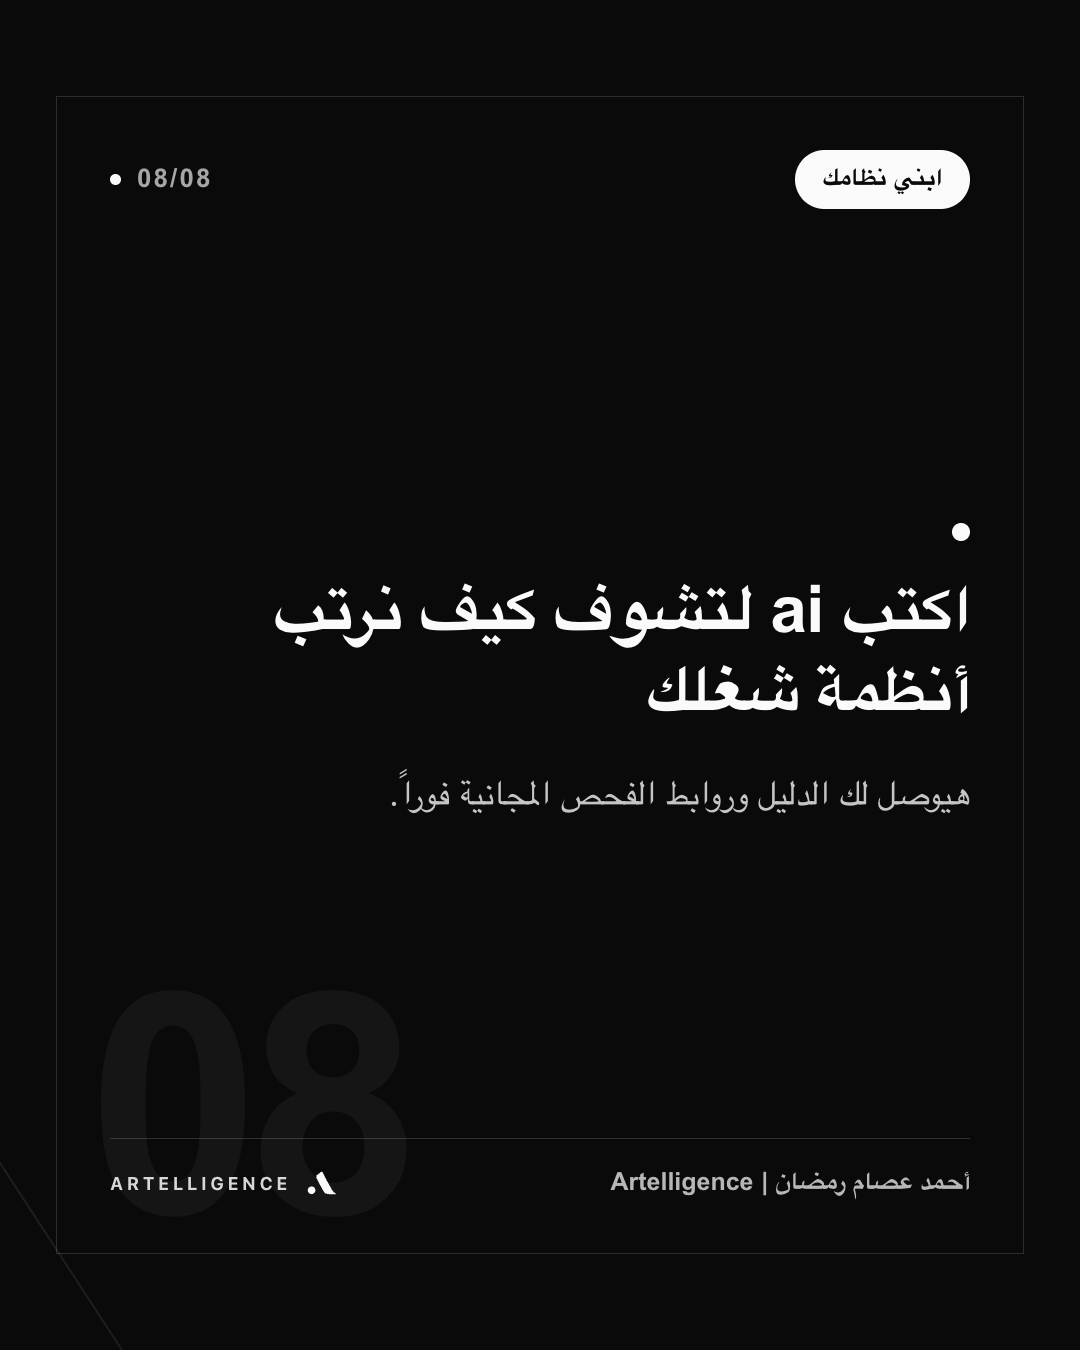 ابني نظامك
08/08
اكتب ai لتشوف كيف نرتب
أنظمة شغلك
هيوصل لك الدليل وروابط الفحص المجانية فوراً.
08
أحمد عصام رمضان | Artelligence
ARTELLIGENCE